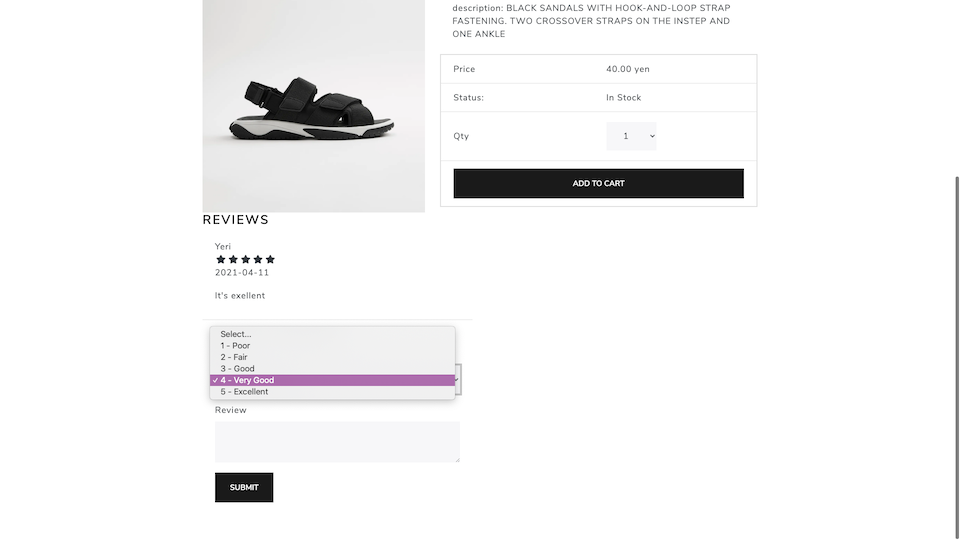 description: BLACK SANDALS WITH HOOK-AND-LOOP STRAP
FASTENING. TWO CROSSOVER STRAPS ON THE INSTEP AND
ONE ANKLE
Price 40.00 yen
Status: In Stock
Qty 1
ADD TO CART
REVIEWS
Yeri
2021-04-11
It's exellent
Select...
1 - Poor
2 - Fair
3 - Good
✓ 4 - Very Good
5 - Excellent
Review
SUBMIT